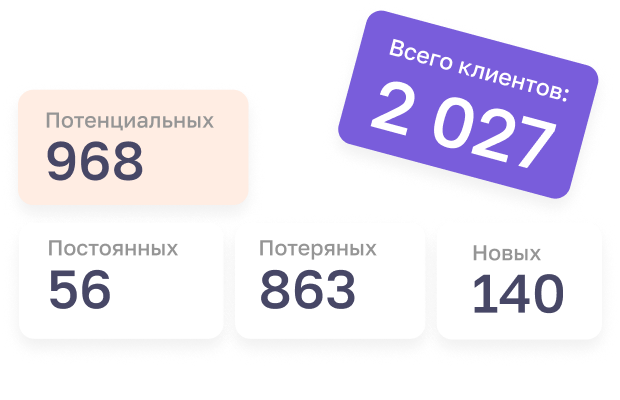 Всего клиентов:
2 027
Потенциальных
968
Постоянных
56
Потеряных
863
Новых
140